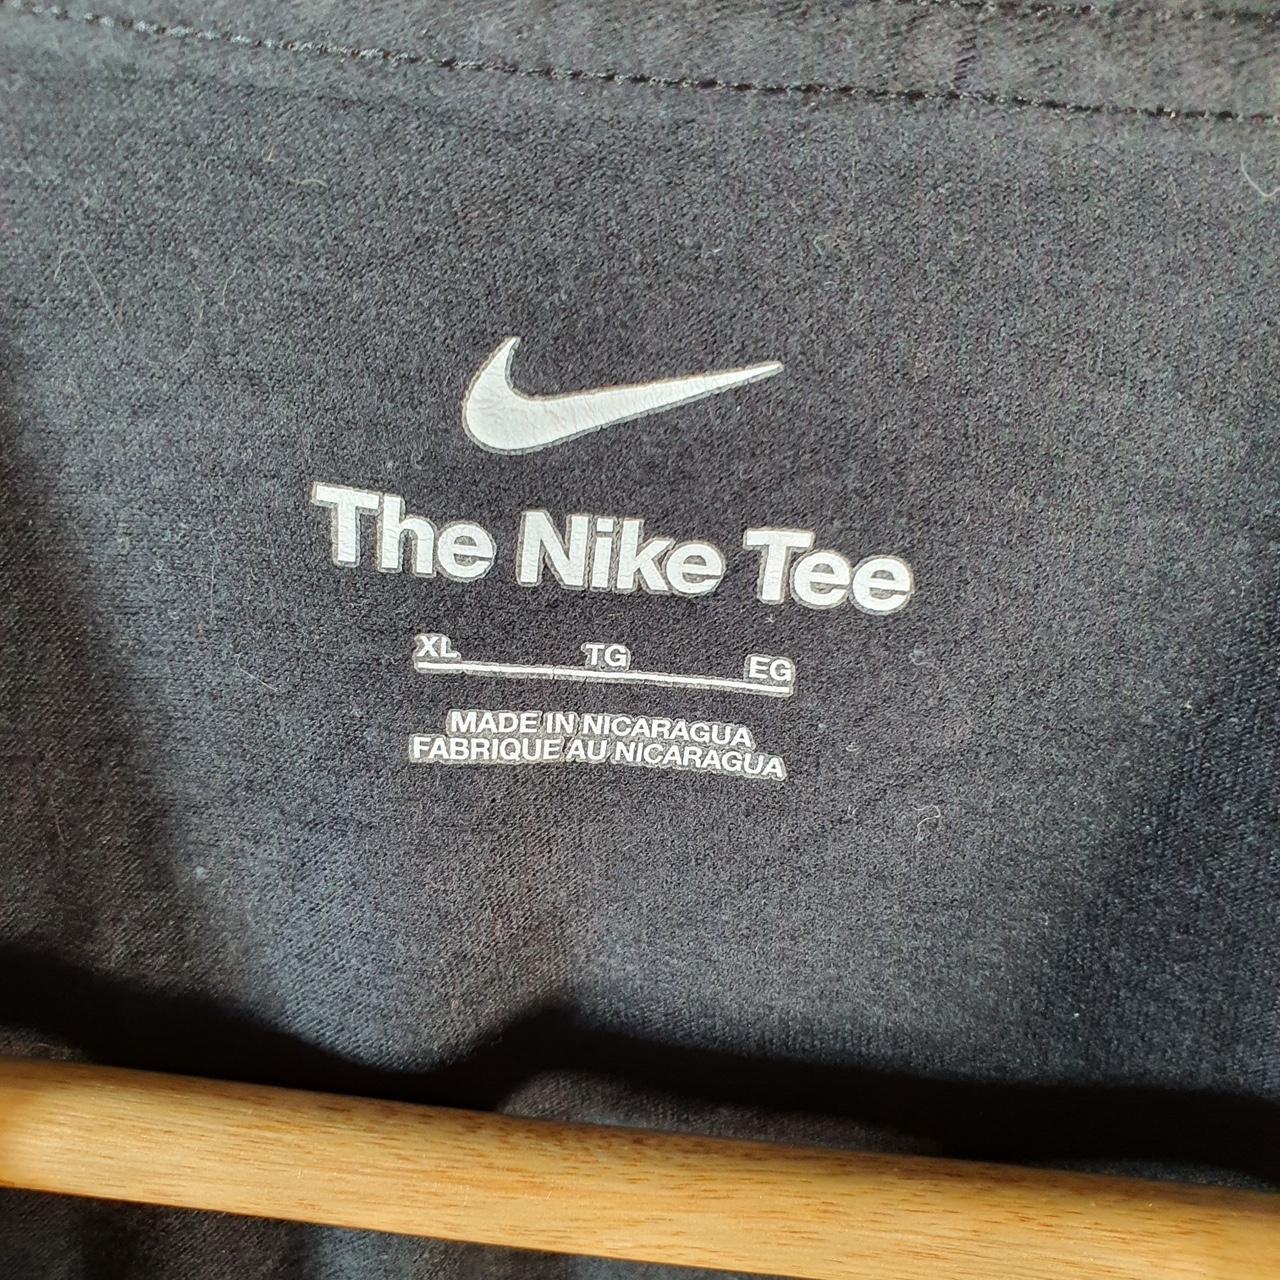 The Nike Tee
XL TG EG
MADE IN NICARAGUA
FABRIQUE AU NICARAGUA